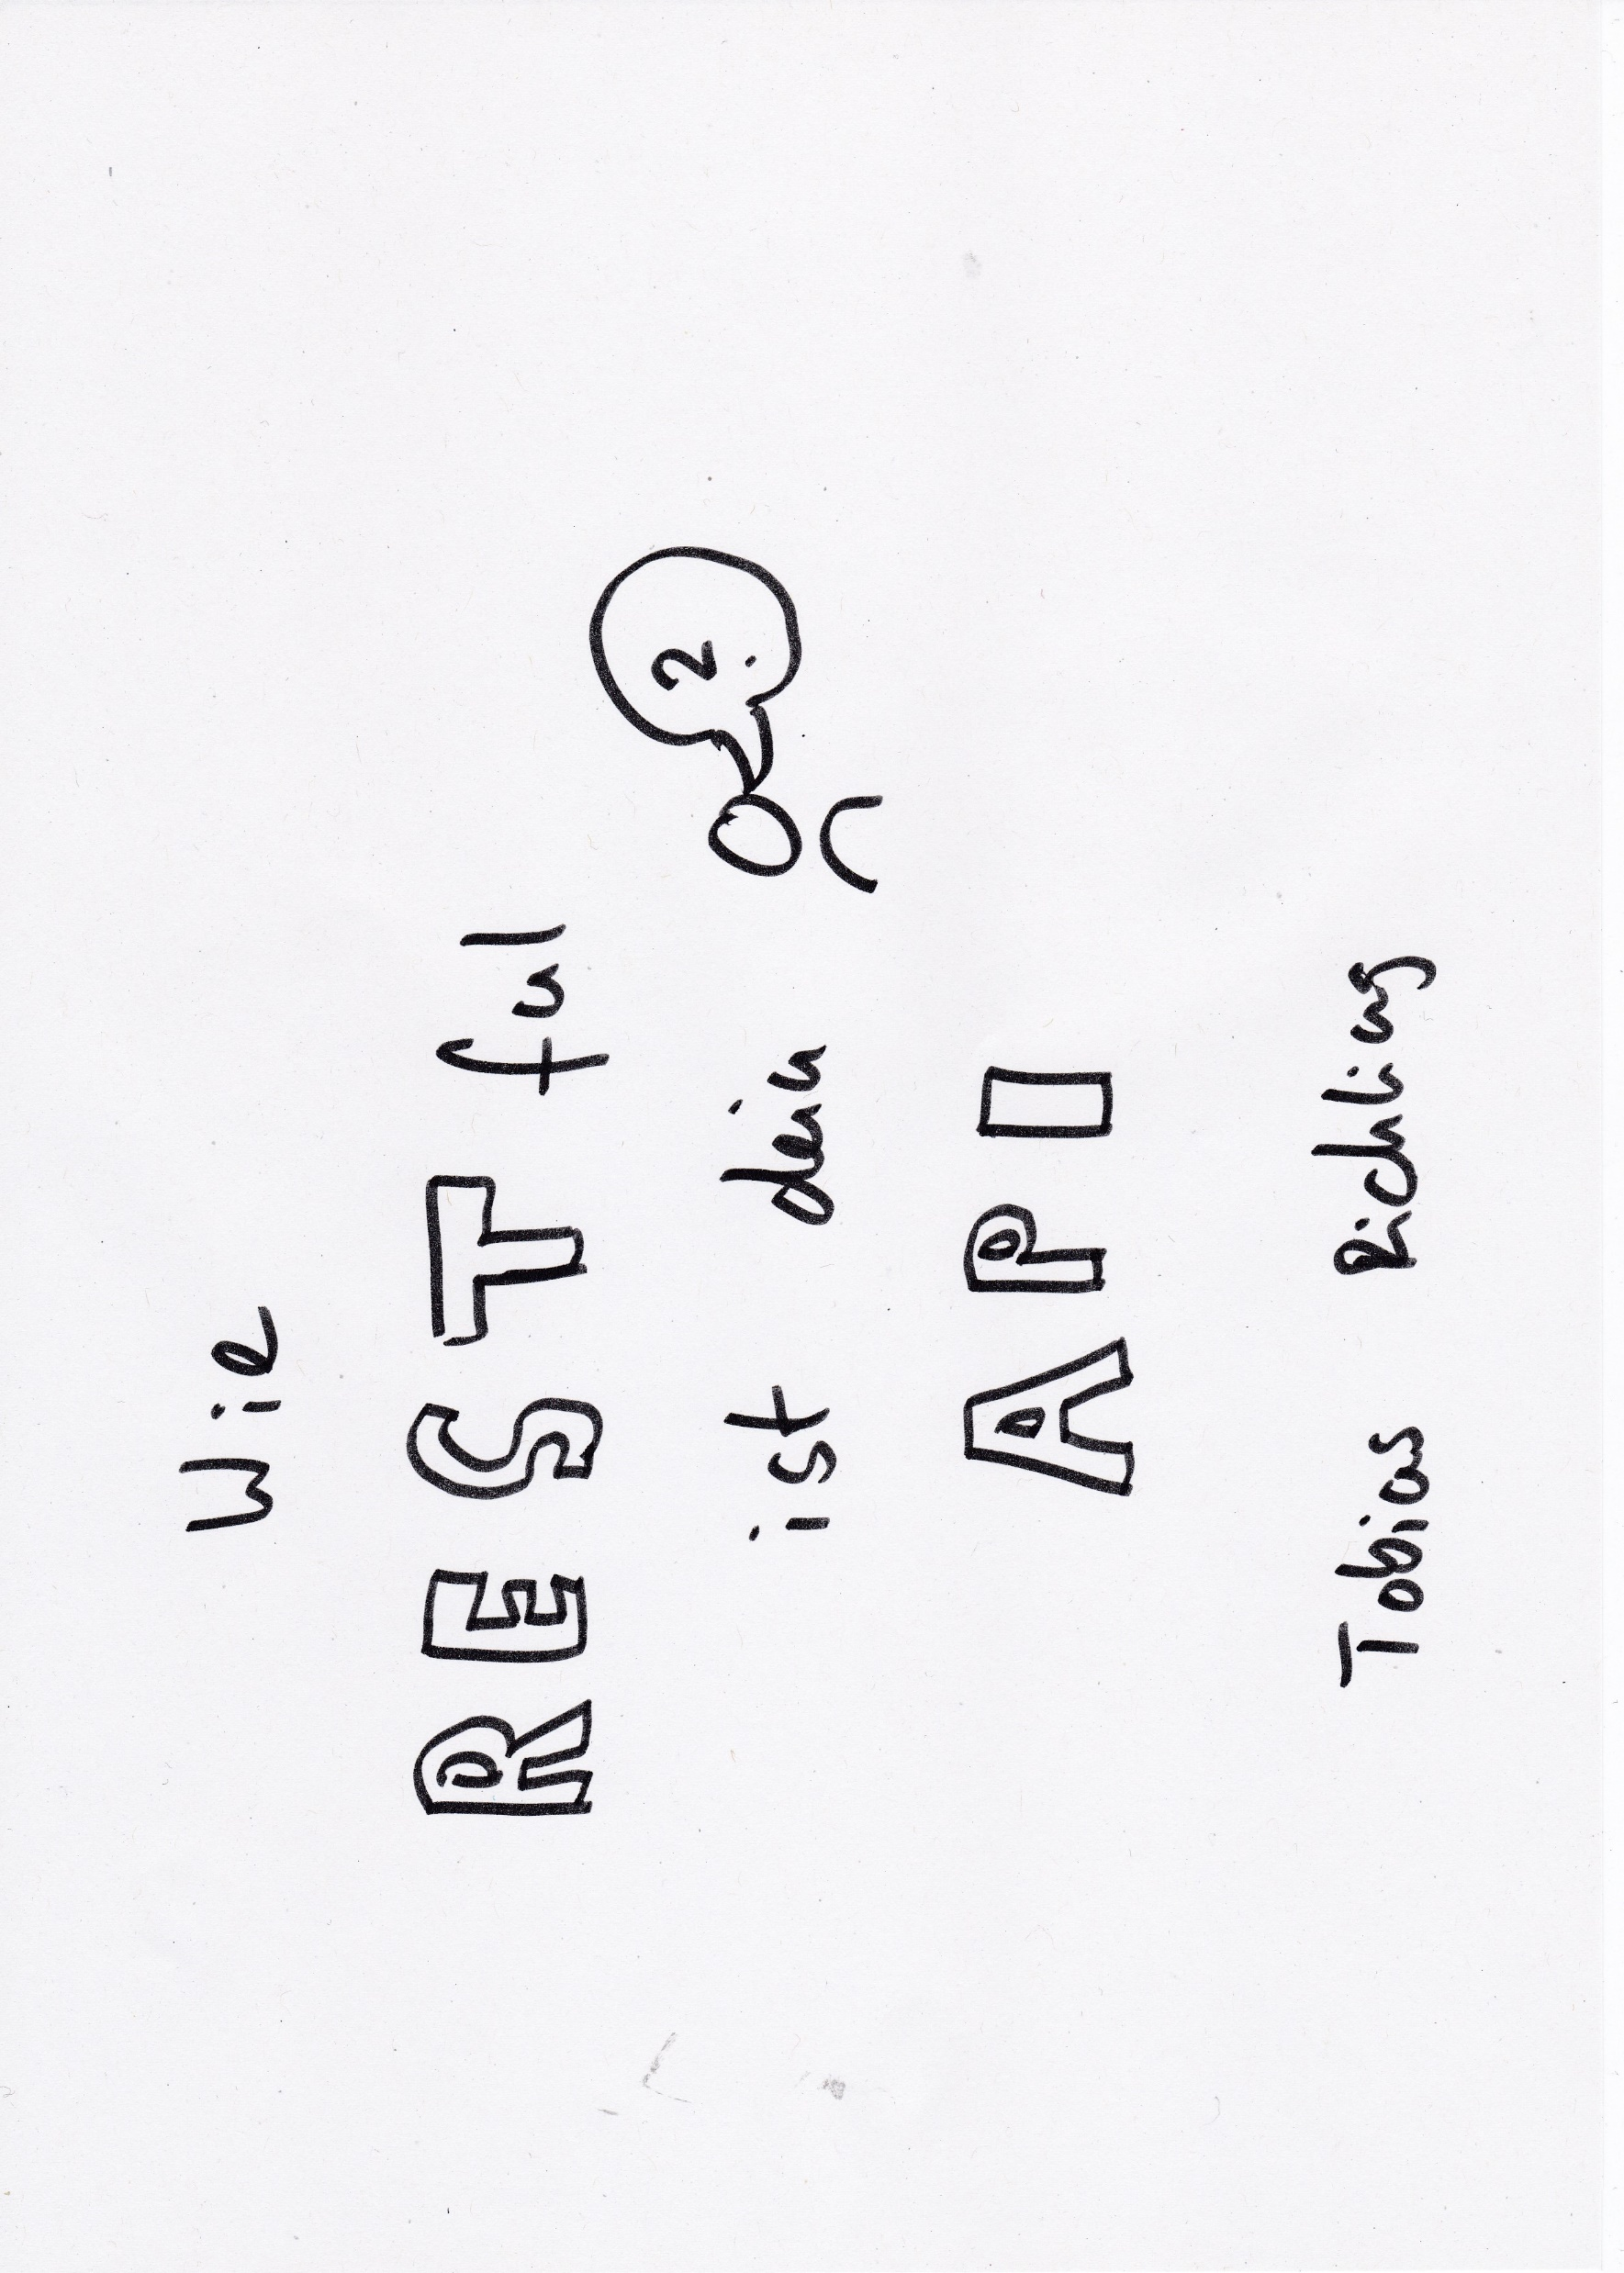 Wie
RESTful
?
ist dein
API
Tobias Richling